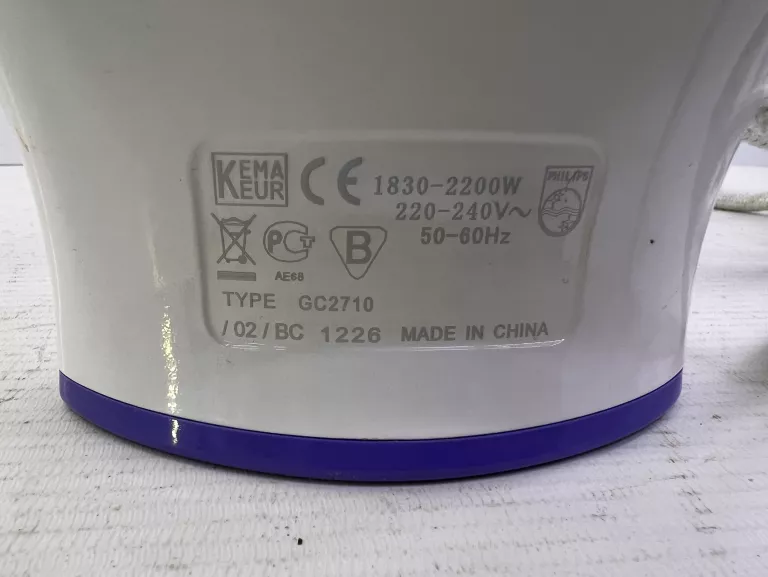 KEMA
KEUR
CE
1830-2200W
220-240V~
50-60Hz
PHILIPS
PCT
AE68
B
TYPE GC2710
/02/BC 1226 MADE IN CHINA